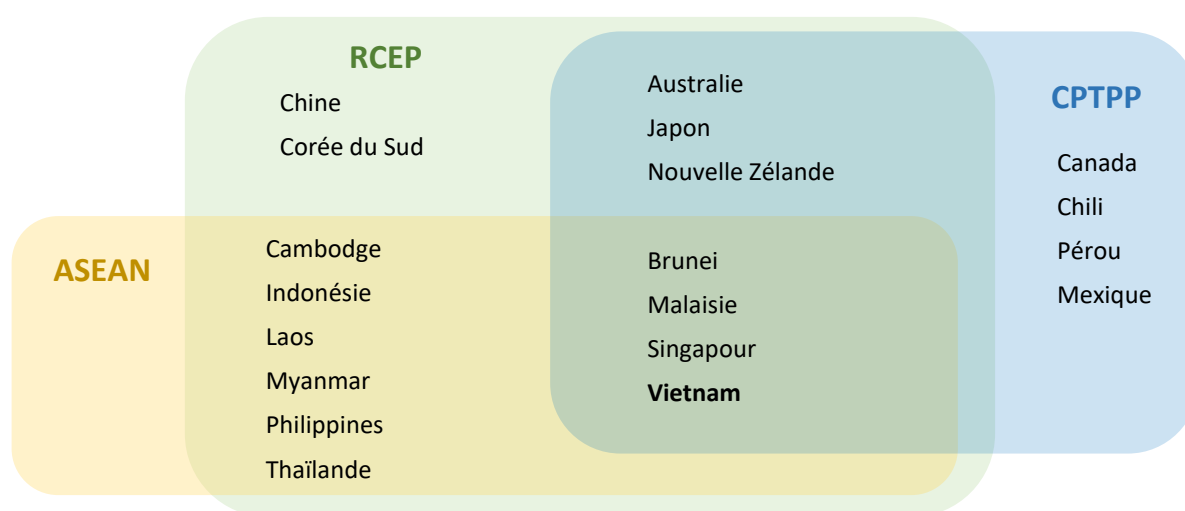 RCEP
Chine
Corée du Sud
Australie
Japon
Nouvelle Zélande
CPTPP
Canada
Chili
Pérou
Mexique
ASEAN
Cambodge
Indonésie
Laos
Myanmar
Philippines
Thaïlande
Brunei
Malaisie
Singapour
Vietnam